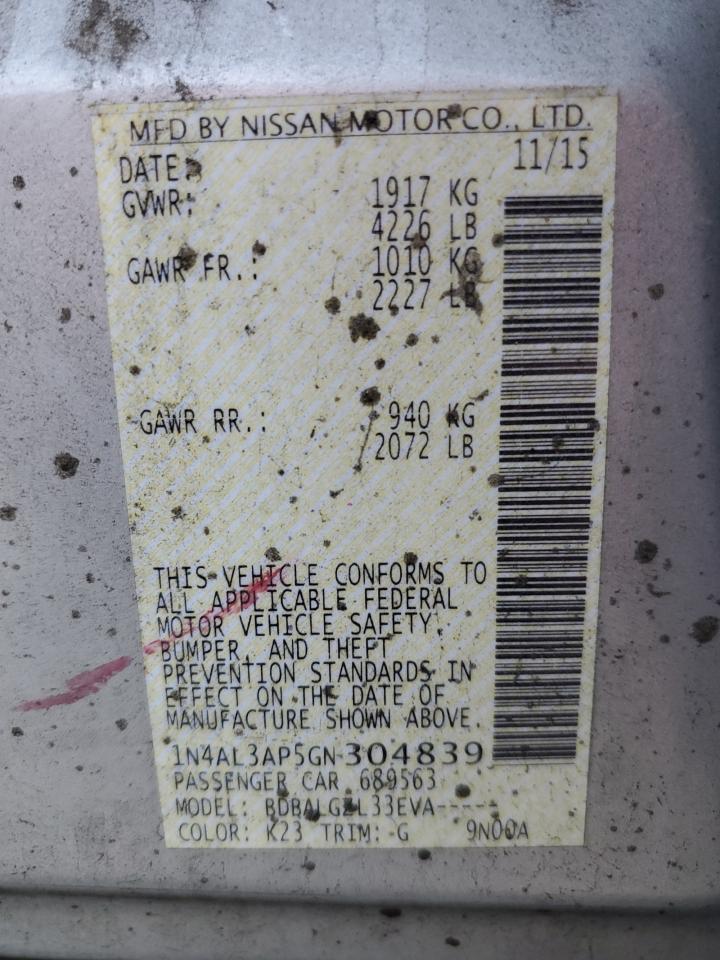 MFD BY NISSAN MOTOR CO., LTD.
DATE: 11/15
GVWR: 1917 KG
4226 LB
GAWR FR.: 1010 KG
2227 LB
GAWR RR.: 940 KG
2072 LB
THIS VEHICLE CONFORMS TO
ALL APPLICABLE FEDERAL
MOTOR VEHICLE SAFETY,
BUMPER, AND THEFT
PREVENTION STANDARDS IN
EFFECT ON THE DATE OF
MANUFACTURE SHOWN ABOVE.
1N4AL3AP5GN-304839
PASSENGER CAR 689563
MODEL:
COLOR: K23 TRIM: G 9N00A